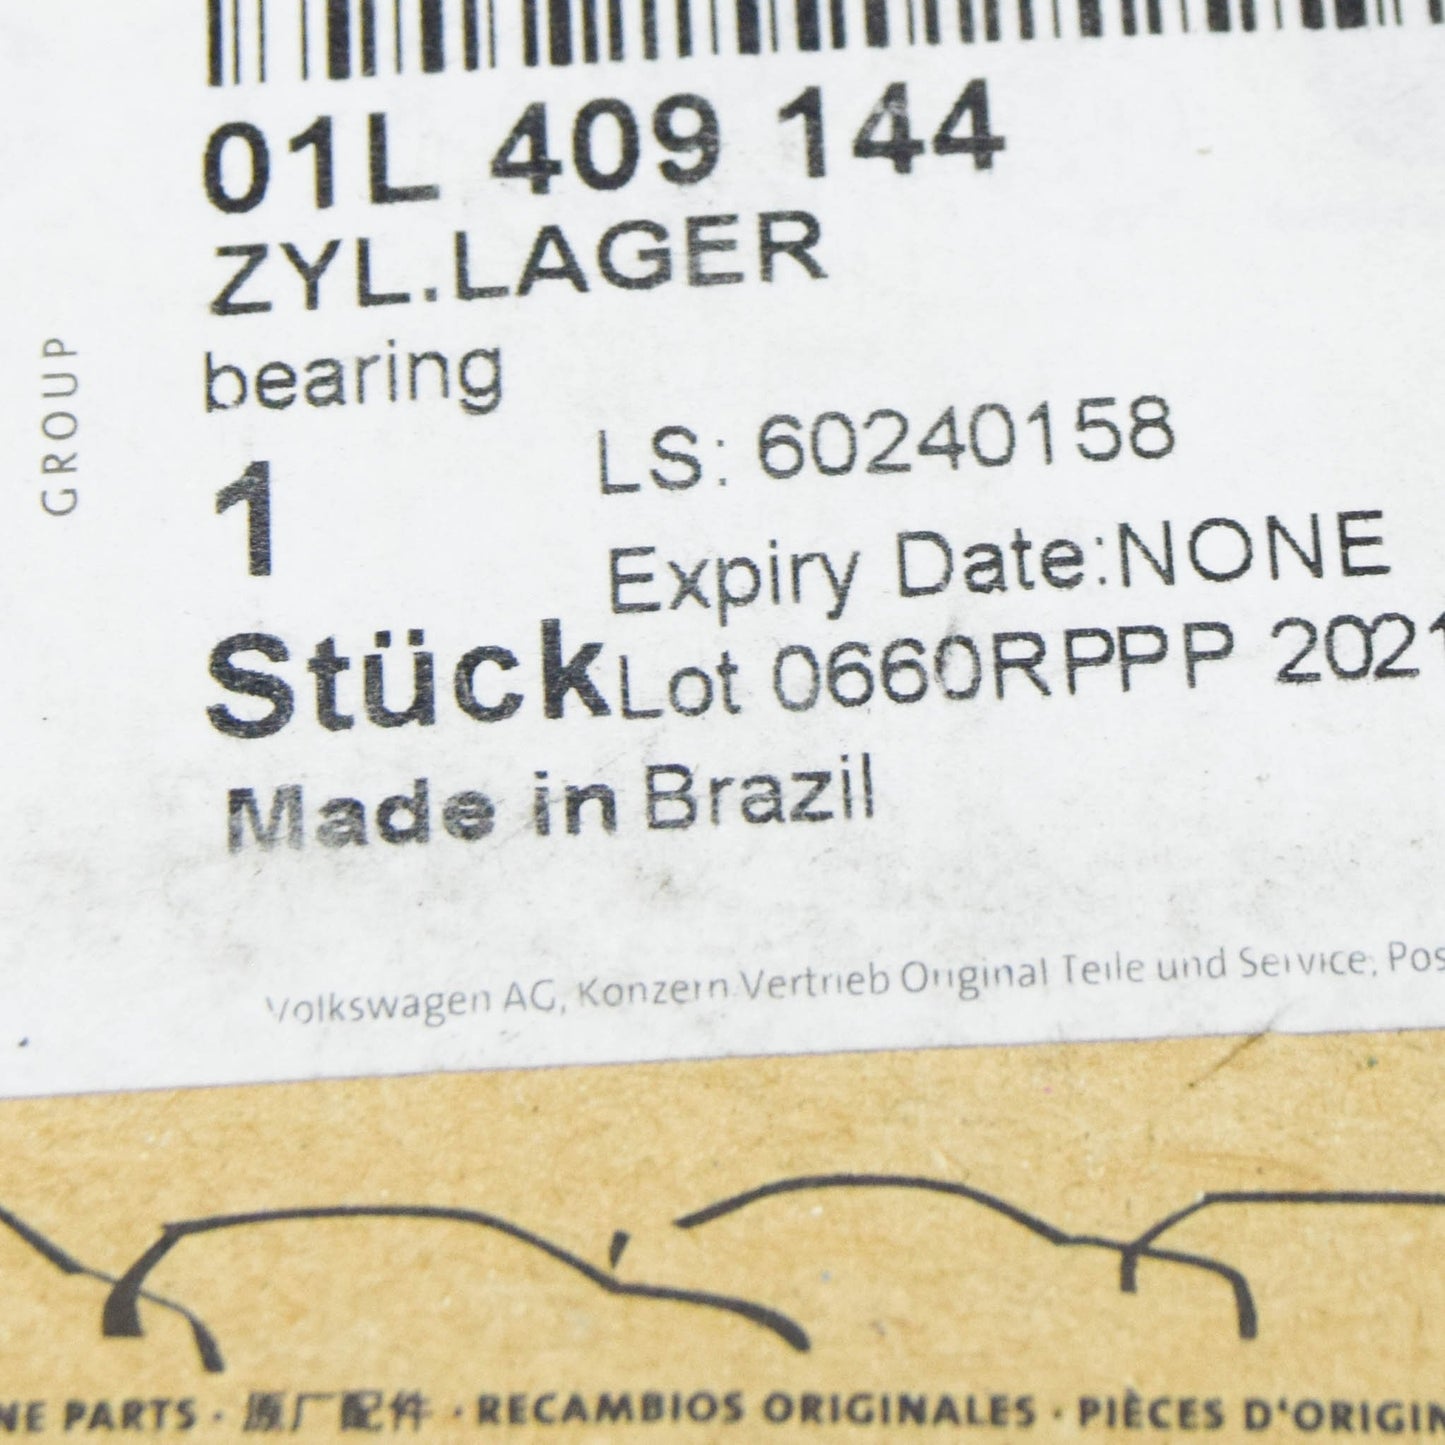 01L 409 144
ZYL.LAGER
bearing
GROUP
1
LS: 60240158
Expiry Date:NONE
Stück Lot 0660RPPP 2021
Made in Brazil
Volkswagen AG, Konzern Vertrieb Original Teile und Service, Pos
NE PARTS · 原厂配件 · RECAMBIOS ORIGINALES · PIÈCES D'ORIGIN